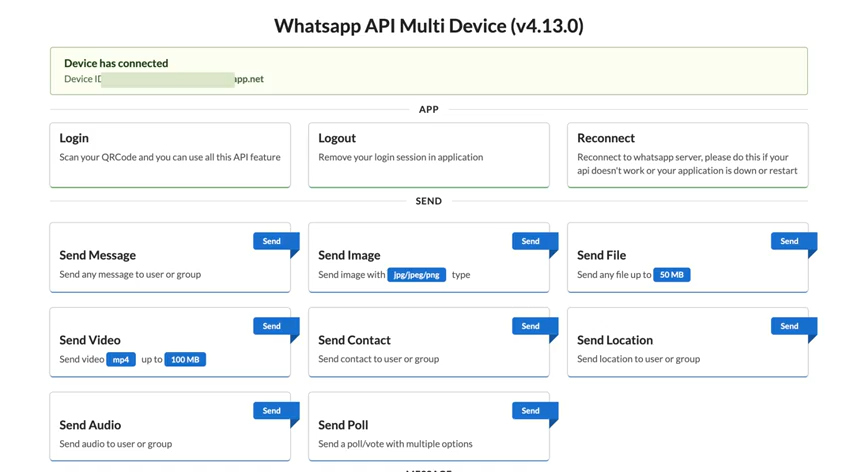 Whatsapp API Multi Device (v4.13.0)
Device has connected
Device ID app.net
APP
Login
Scan your QRCode and you can use all this API feature
Logout
Remove your login session in application
Reconnect
Reconnect to whatsapp server, please do this if your
api doesn't work or your application is down or restart
SEND
Send
Send Message
Send any message to user or group
Send
Send Image
Send image with jpg/jpeg/png type
Send
Send File
Send any file up to 50 MB
Send
Send Video
Send video mp4 up to 100 MB
Send
Send Contact
Send contact to user or group
Send
Send Location
Send location to user or group
Send
Send Audio
Send audio to user or group
Send
Send Poll
Send a poll/vote with multiple options